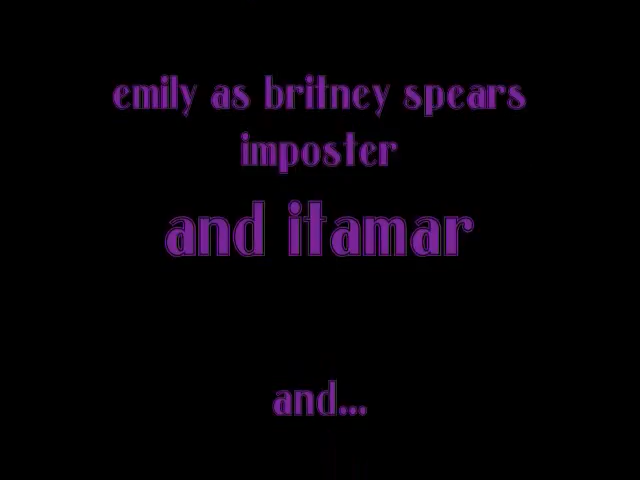 emily as britney spears
imposter
and itamar
and...